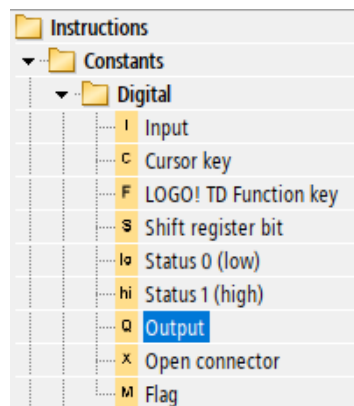 Instructions
Constants
Digital
I Input
C Cursor key
F LOGO! TD Function key
S Shift register bit
lo Status 0 (low)
hi Status 1 (high)
Q Output
X Open connector
M Flag